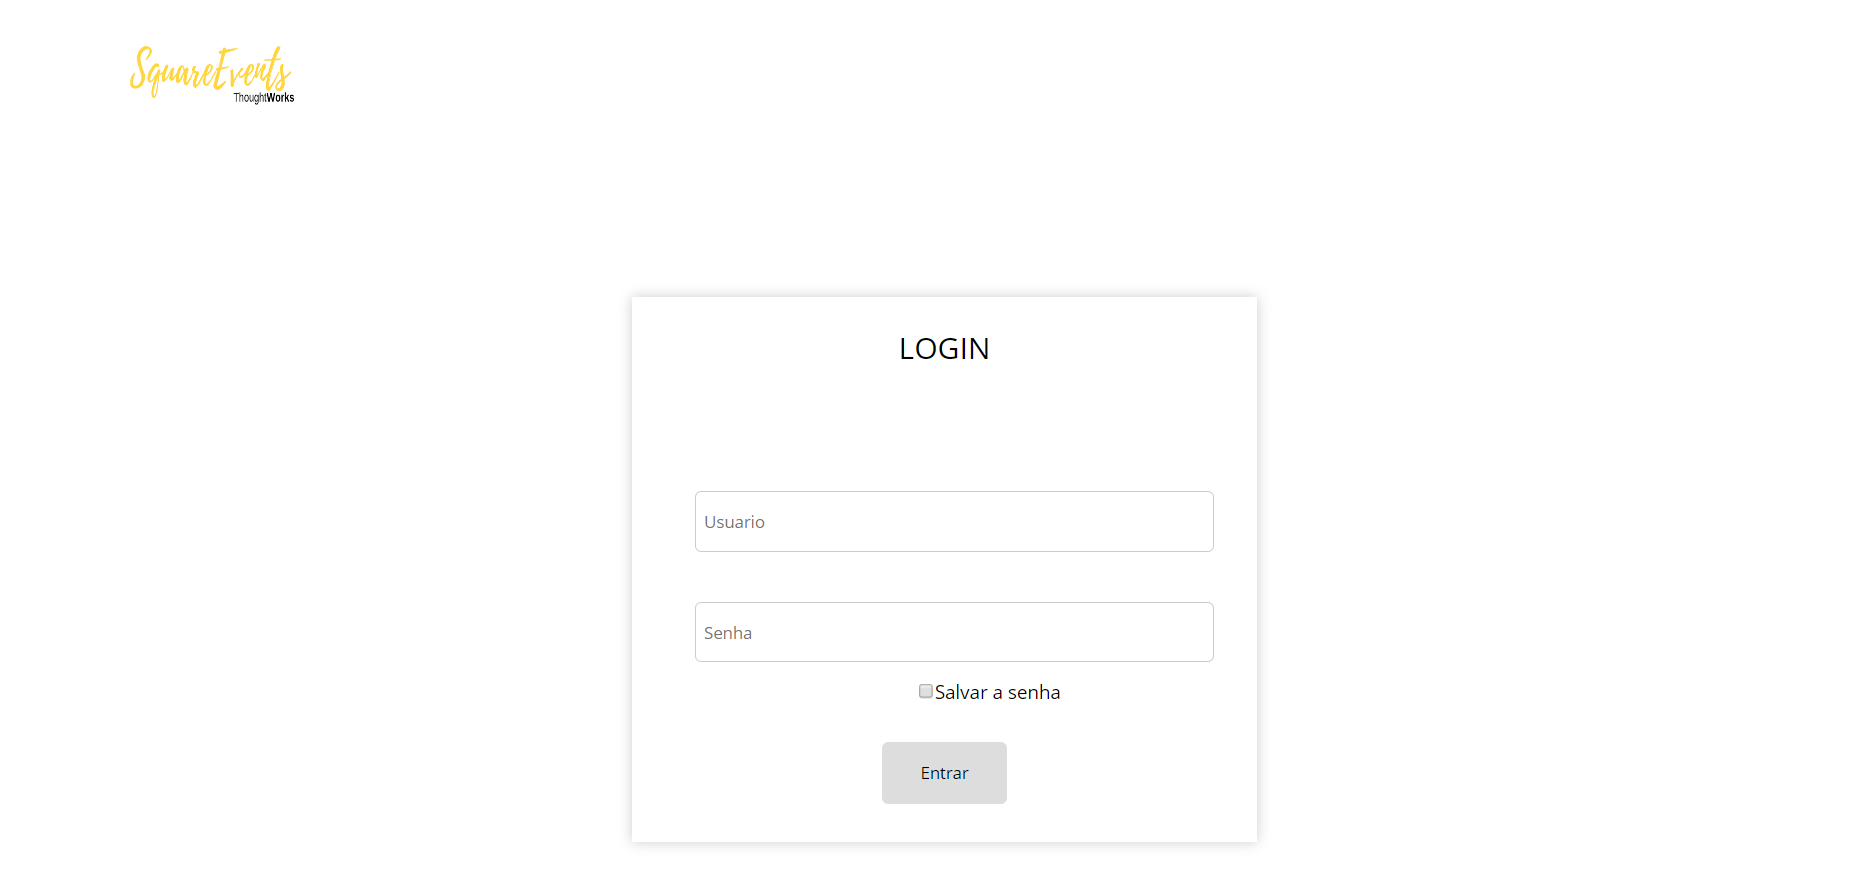 SquareEvents
ThoughtWorks
LOGIN
Usuario
Senha
Salvar a senha
Entrar